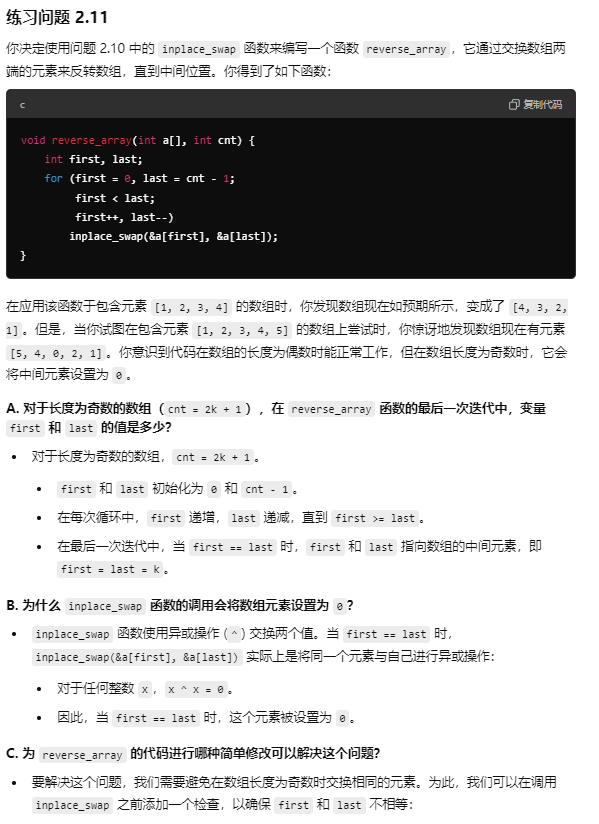 练习问题 2.11
你决定使用问题 2.10 中的 inplace_swap 函数来编写一个函数 reverse_array，它通过交换数组两
端的元素来反转数组，直到中间位置。你得到了如下函数：
c 复制代码
void reverse_array(int a[], int cnt) {
    int first, last;
    for (first = 0, last = cnt - 1;
         first < last;
         first++, last--)
        inplace_swap(&a[first], &a[last]);
}
在应用该函数于包含元素 [1, 2, 3, 4] 的数组时，你发现数组现在如预期所示，变成了 [4, 3, 2,
1]。但是，当你试图在包含元素 [1, 2, 3, 4, 5] 的数组上尝试时，你惊讶地发现数组现在有元素
[5, 4, 0, 2, 1]。你意识到代码在数组的长度为偶数时能正常工作，但在数组长度为奇数时，它会
将中间元素设置为 0。
A. 对于长度为奇数的数组（cnt = 2k + 1），在 reverse_array 函数的最后一次迭代中，变量
first 和 last 的值是多少？
• 对于长度为奇数的数组，cnt = 2k + 1。
• first 和 last 初始化为 0 和 cnt - 1。
• 在每次循环中，first 递增，last 递减，直到 first >= last。
• 在最后一次迭代中，当 first == last 时，first 和 last 指向数组的中间元素，即
first = last = k。
B. 为什么 inplace_swap 函数的调用会将数组元素设置为 0？
• inplace_swap 函数使用异或操作 (^) 交换两个值。当 first == last 时，
inplace_swap(&a[first], &a[last]) 实际上是将同一个元素与自己进行异或操作：
• 对于任何整数 x，x ^ x = 0。
• 因此，当 first == last 时，这个元素被设置为 0。
C. 为 reverse_array 的代码进行哪种简单修改可以解决这个问题？
• 要解决这个问题，我们需要避免在数组长度为奇数时交换相同的元素。为此，我们可以在调用
inplace_swap 之前添加一个检查，以确保 first 和 last 不相等：